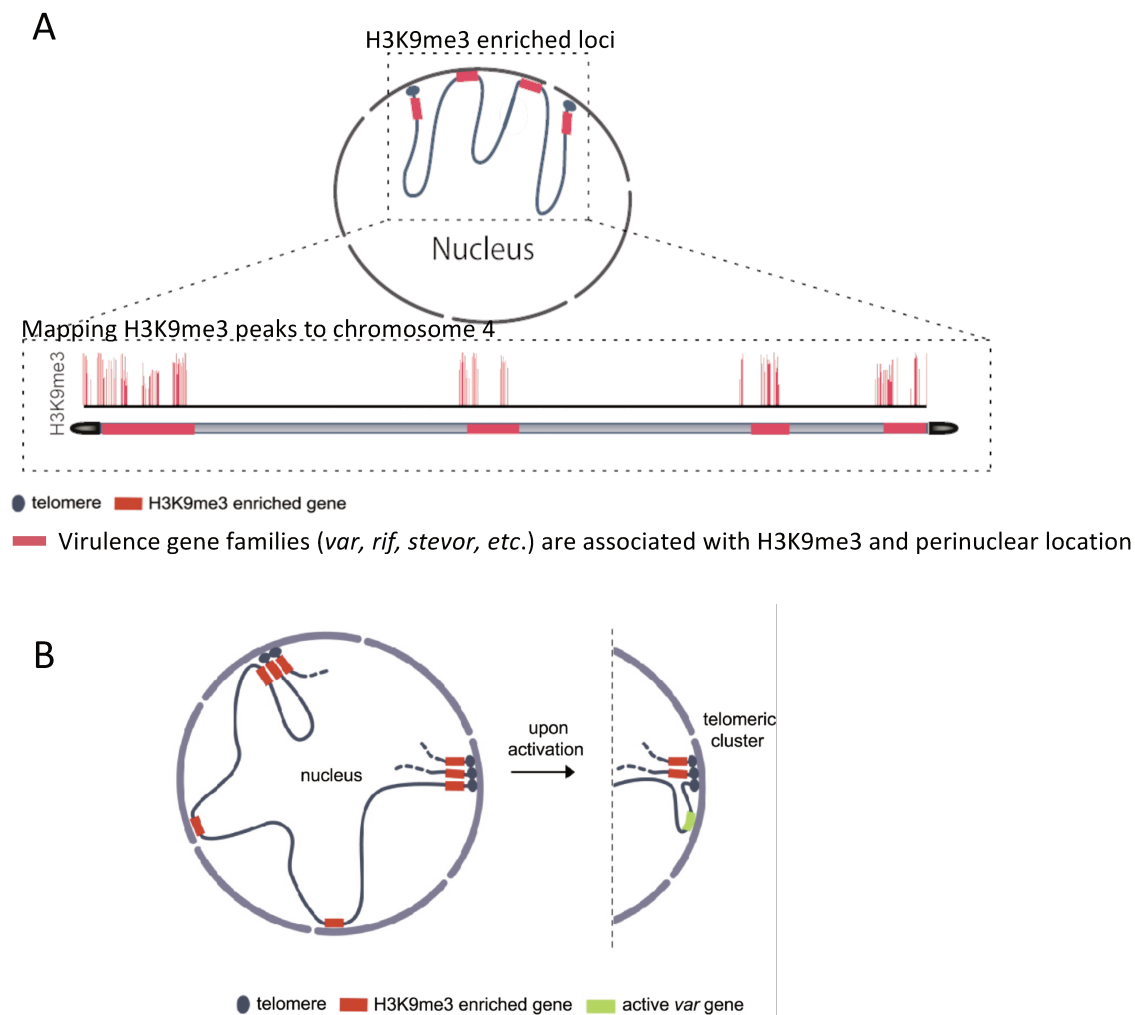 A
H3K9me3 enriched loci
Nucleus
Mapping H3K9me3 peaks to chromosome 4
H3K9me3
telomere H3K9me3 enriched gene
Virulence gene families (var, rif, stevor, etc.) are associated with H3K9me3 and perinuclear location
B
nucleus
upon
activation
telomeric
cluster
telomere H3K9me3 enriched gene active var gene